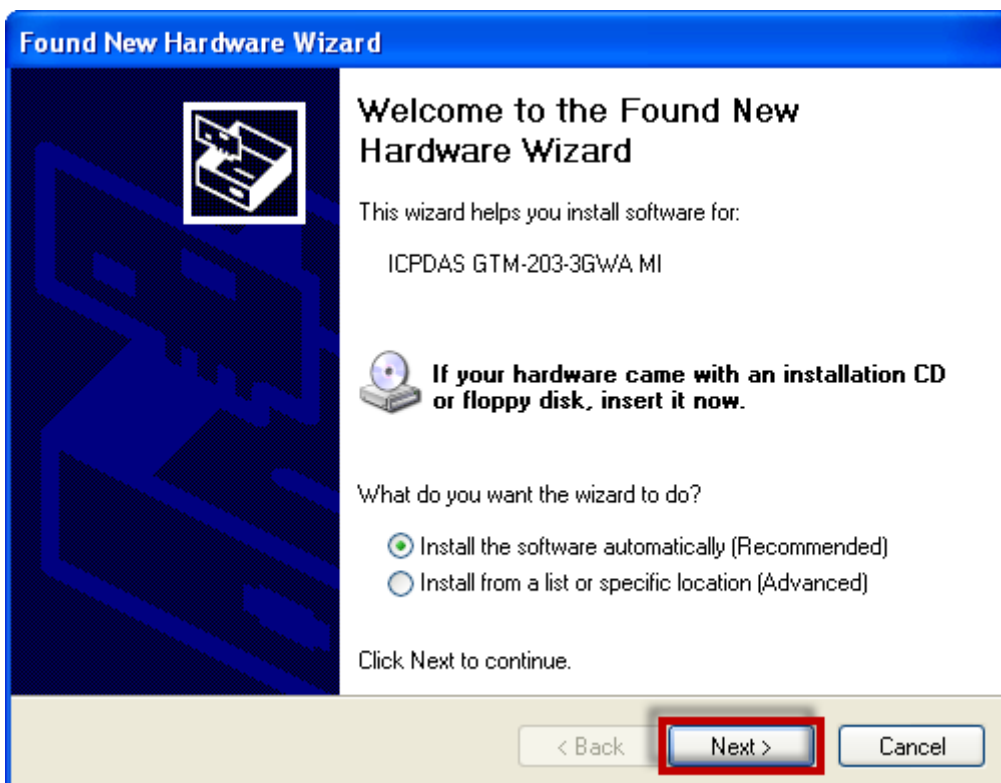 Found New Hardware Wizard
Welcome to the Found New
Hardware Wizard
This wizard helps you install software for:
ICPDAS GTM-203-3GWA MI
If your hardware came with an installation CD
or floppy disk, insert it now.
What do you want the wizard to do?
Install the software automatically (Recommended)
Install from a list or specific location (Advanced)
Click Next to continue.
< Back Next > Cancel